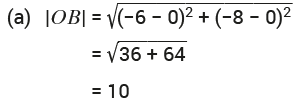 (a) |OB| = √(-6 – 0)² + (-8 – 0)²
= √36 + 64
= 10